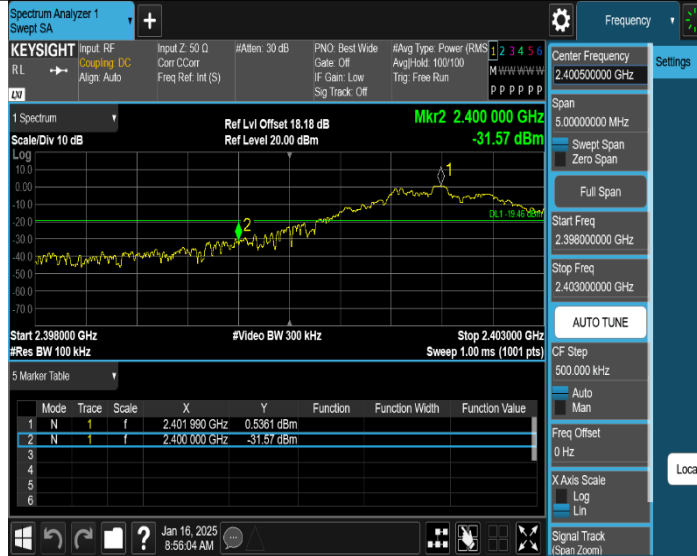 Spectrum Analyzer 1
Swept SA
+
Frequency
KEYSIGHT
RL
LXI
Input: RF
Coupling: DC
Align: Auto
Input Z: 50 Ω
Corr CCorr
Freq Ref: Int (S)
#Atten: 30 dB
PNO: Best Wide
Gate: Off
IF Gain: Low
Sig Track: Off
#Avg Type: Power (RMS
Avg|Hold: 100/100
Trig: Free Run
1 2 3 4 5 6
M W W W W W
P P P P P P
1 Spectrum
Scale/Div 10 dB
Log
Ref Lvl Offset 18.18 dB
Ref Level 20.00 dBm
Mkr2 2.400 000 GHz
-31.57 dBm
10.0
0.00
-10.0
-20.0
-30.0
-40.0
-50.0
-60.0
-70.0
1
2
DL1 -19.46 dBm
Start 2.398000 GHz
#Res BW 100 kHz
#Video BW 300 kHz
Stop 2.403000 GHz
Sweep 1.00 ms (1001 pts)
5 Marker Table
Mode Trace Scale X Y Function Function Width Function Value
1 N 1 f 2.401 990 GHz 0.5361 dBm
2 N 1 f 2.400 000 GHz -31.57 dBm
3
4
5
6
?
Jan 16, 2025
8:56:04 AM
Center Frequency
2.400500000 GHz
Settings
Span
5.00000000 MHz
Swept Span
Zero Span
Full Span
Start Freq
2.398000000 GHz
Stop Freq
2.403000000 GHz
AUTO TUNE
CF Step
500.000 kHz
Auto
Man
Freq Offset
0 Hz
X Axis Scale
Log
Lin
Signal Track
(Span Zoom)
Loca